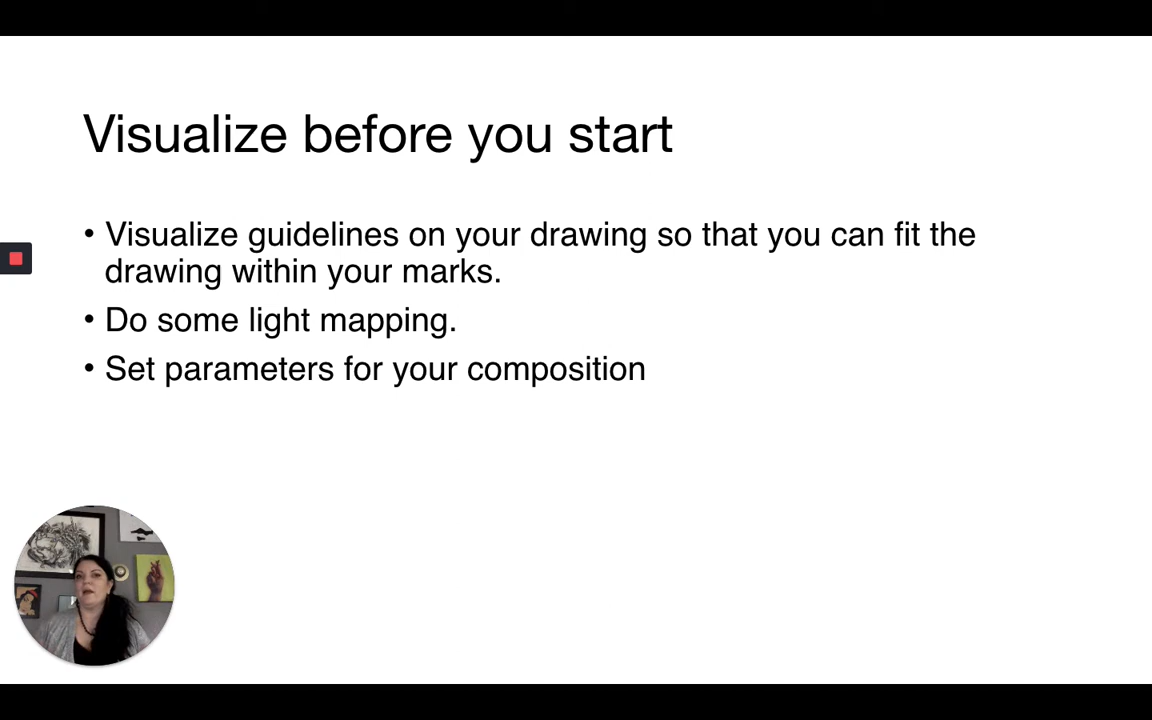 Visualize before you start
• Visualize guidelines on your drawing so that you can fit the
drawing within your marks.
• Do some light mapping.
• Set parameters for your composition